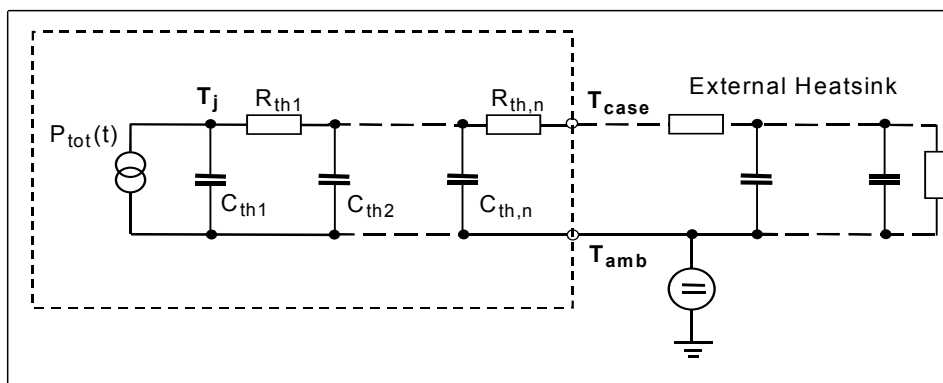 External Heatsink
T_j
R_th1
R_th,n
T_case
P_tot(t)
C_th1
C_th2
C_th,n
T_amb